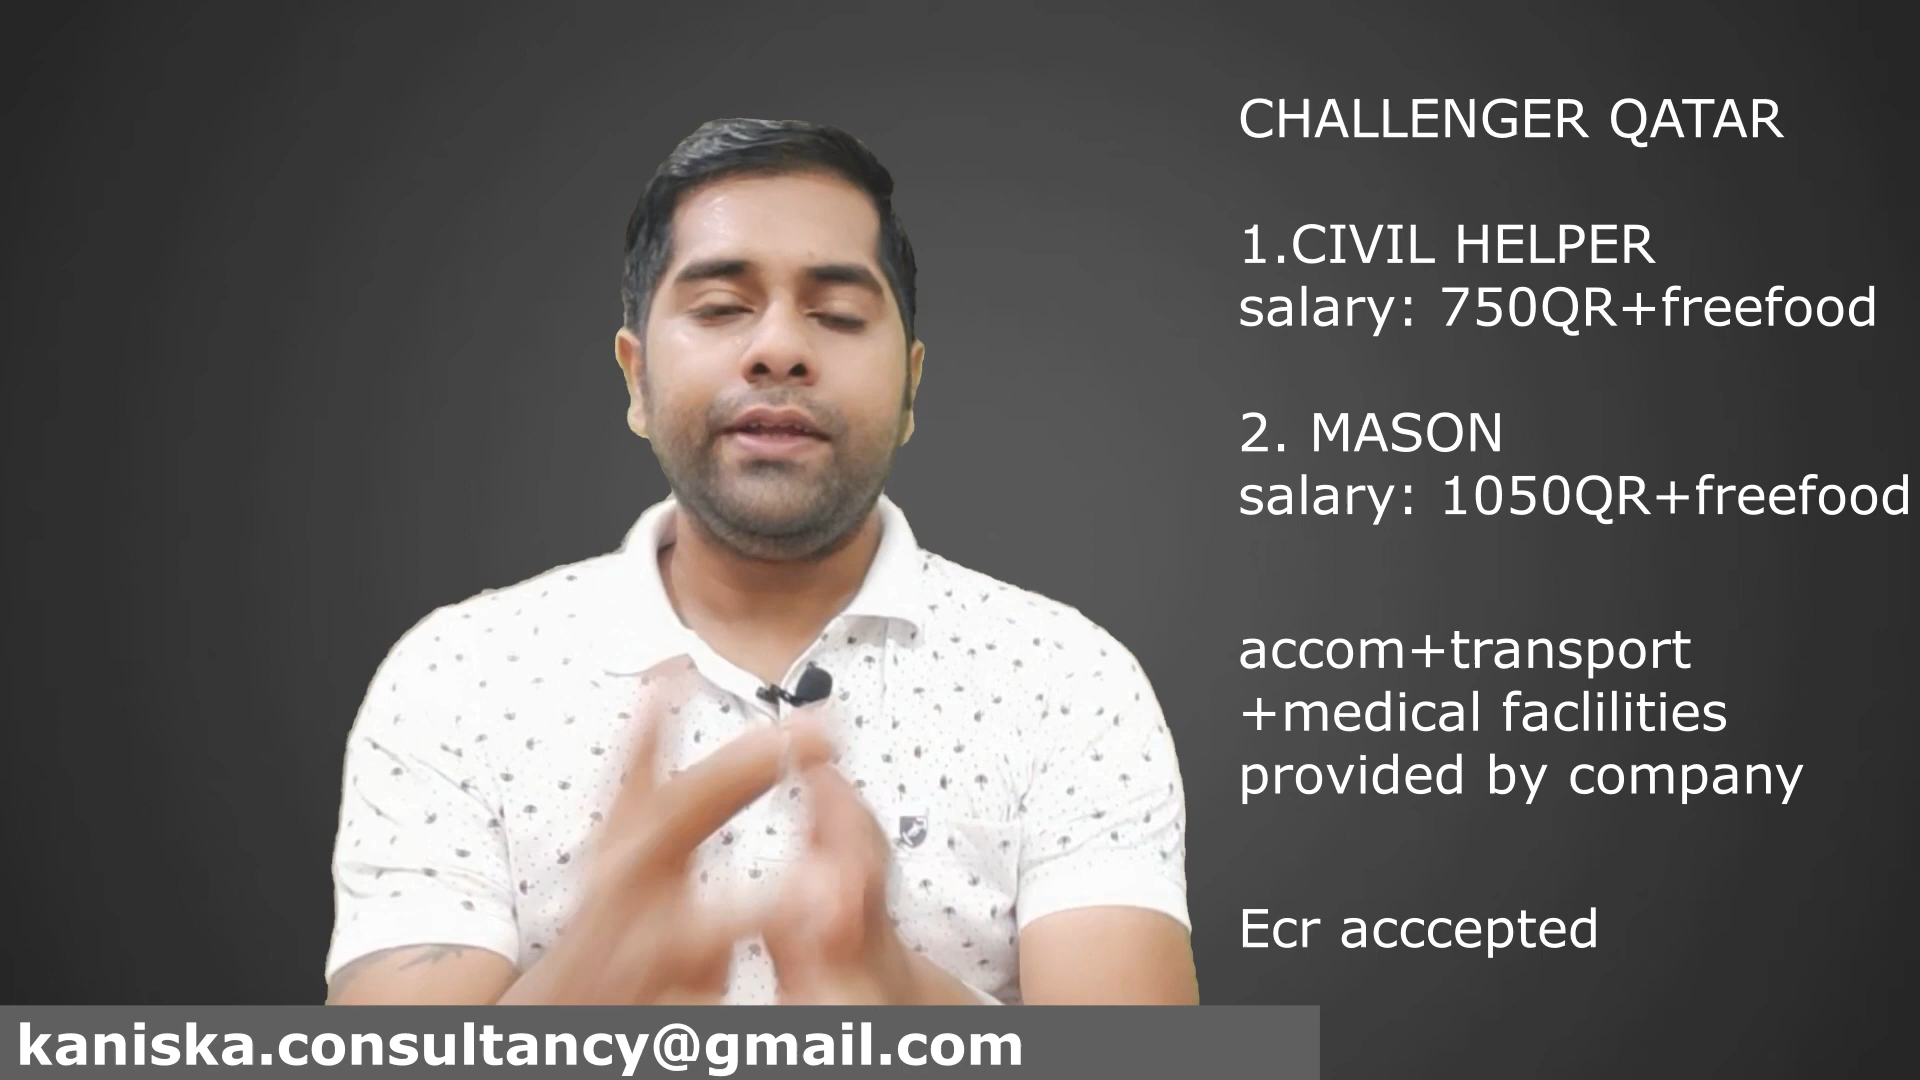 CHALLENGER QATAR
1.CIVIL HELPER
salary: 750QR+freefood
2. MASON
salary: 1050QR+freefood
accom+transport
+medical faclilities
provided by company
Ecr acccepted
kaniska.consultancy@gmail.com